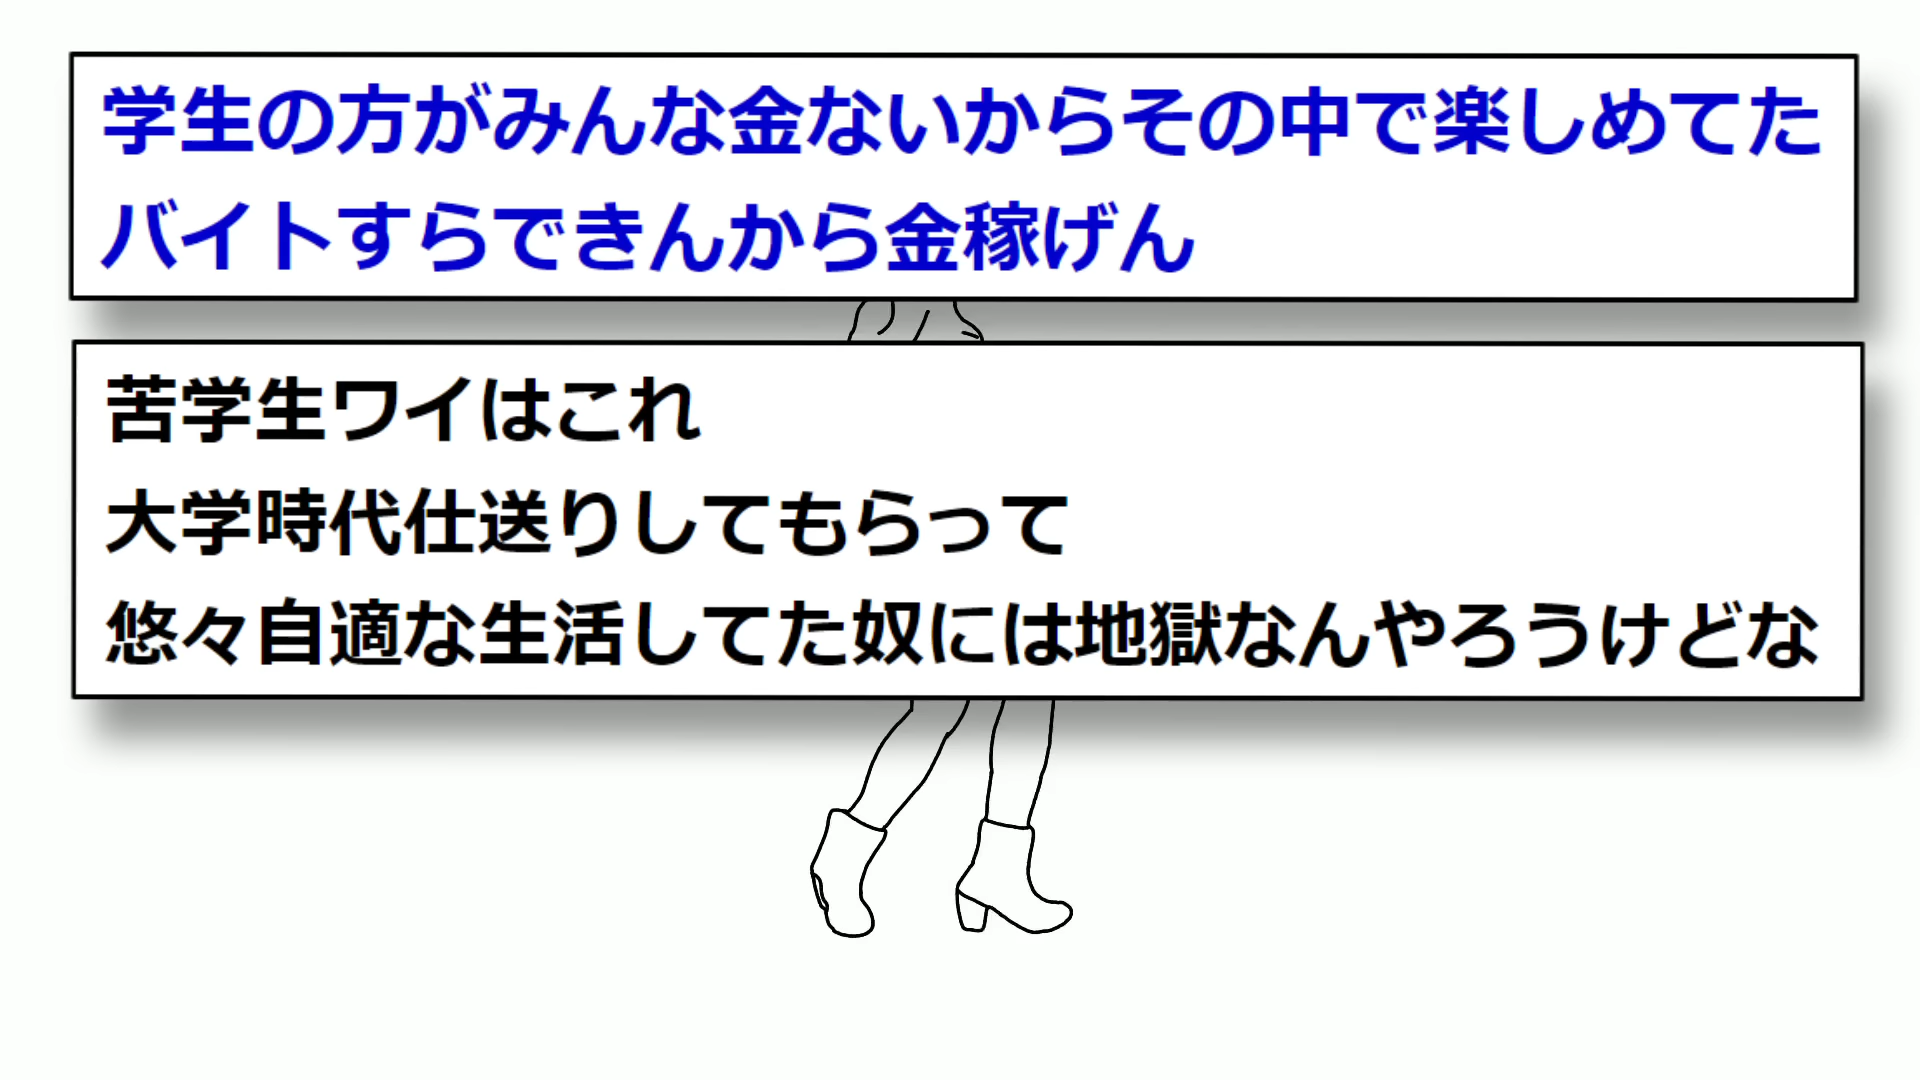 学生の方がみんな金ないからその中で楽しめてた
バイトすらできんから金稼げん
苦学生ワイはこれ
大学時代仕送りしてもらって
悠々自適な生活してた奴には地獄なんやろうけどな